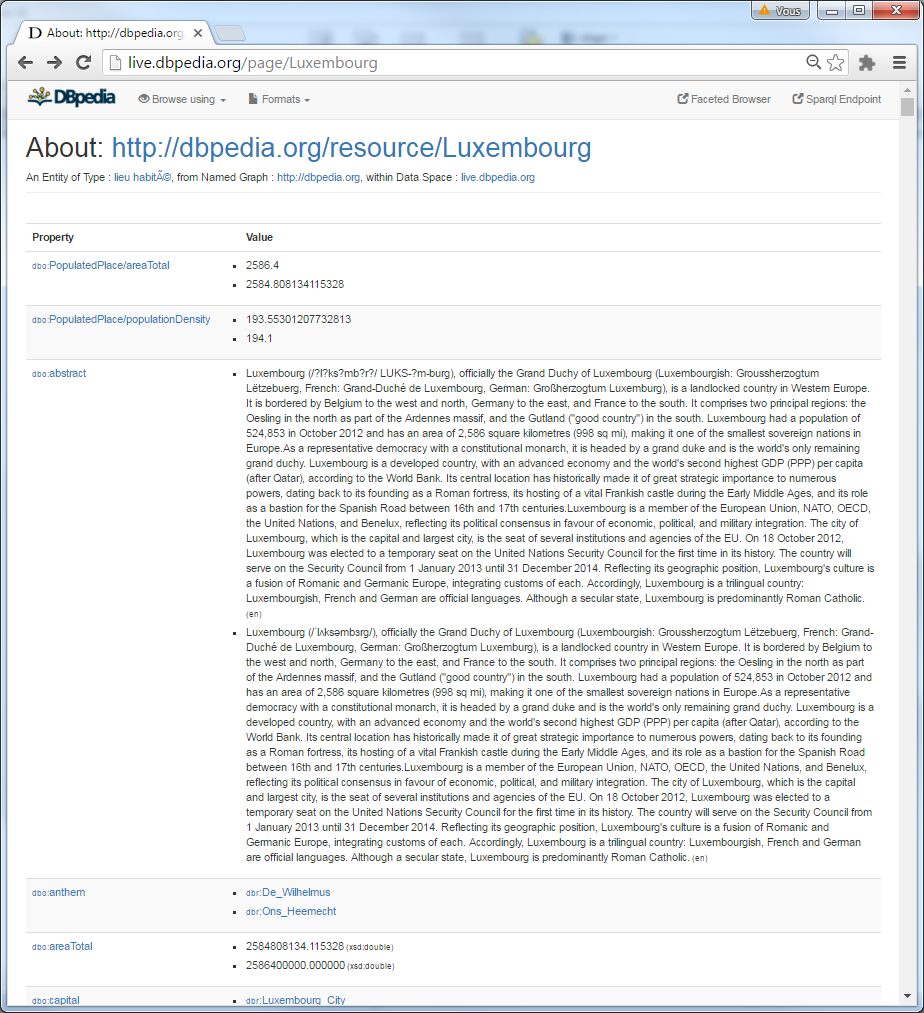 Vous
D About: http://dbpedia.org
live.dbpedia.org/page/Luxembourg
DBpedia Browse using Formats Faceted Browser Sparql Endpoint
About: http://dbpedia.org/resource/Luxembourg
An Entity of Type : lieu habitÃ©, from Named Graph : http://dbpedia.org, within Data Space : live.dbpedia.org
Property Value
dbo:PopulatedPlace/areaTotal
2586.4
2584.808134115328
dbo:PopulatedPlace/populationDensity
193.55301207732813
194.1
dbo:abstract
Luxembourg (/?l?ks?mb?r?/ LUKS-?m-burg), officially the Grand Duchy of Luxembourg (Luxembourgish: Groussherzogtum
Lëtzebuerg, French: Grand-Duché de Luxembourg, German: Großherzogtum Luxemburg), is a landlocked country in Western Europe.
It is bordered by Belgium to the west and north, Germany to the east, and France to the south. It comprises two principal regions: the
Oesling in the north as part of the Ardennes massif, and the Gutland ("good country") in the south. Luxembourg had a population of
524,853 in October 2012 and has an area of 2,586 square kilometres (998 sq mi), making it one of the smallest sovereign nations in
Europe.As a representative democracy with a constitutional monarch, it is headed by a grand duke and is the world's only remaining
grand duchy. Luxembourg is a developed country, with an advanced economy and the world's second highest GDP (PPP) per capita
(after Qatar), according to the World Bank. Its central location has historically made it of great strategic importance to numerous
powers, dating back to its founding as a Roman fortress, its hosting of a vital Frankish castle during the Early Middle Ages, and its role
as a bastion for the Spanish Road between 16th and 17th centuries.Luxembourg is a member of the European Union, NATO, OECD,
the United Nations, and Benelux, reflecting its political consensus in favour of economic, political, and military integration. The city of
Luxembourg, which is the capital and largest city, is the seat of several institutions and agencies of the EU. On 18 October 2012,
Luxembourg was elected to a temporary seat on the United Nations Security Council for the first time in its history. The country will
serve on the Security Council from 1 January 2013 until 31 December 2014. Reflecting its geographic position, Luxembourg's culture is
a fusion of Romanic and Germanic Europe, integrating customs of each. Accordingly, Luxembourg is a trilingual country:
Luxembourgish, French and German are official languages. Although a secular state, Luxembourg is predominantly Roman Catholic.
(en)
Luxembourg (/ˈlʌksəmbɜrɡ/), officially the Grand Duchy of Luxembourg (Luxembourgish: Groussherzogtum Lëtzebuerg, French: Grand-
Duché de Luxembourg, German: Großherzogtum Luxemburg), is a landlocked country in Western Europe. It is bordered by Belgium to
the west and north, Germany to the east, and France to the south. It comprises two principal regions: the Oesling in the north as part
of the Ardennes massif, and the Gutland ("good country") in the south. Luxembourg had a population of 524,853 in October 2012 and
has an area of 2,586 square kilometres (998 sq mi), making it one of the smallest sovereign nations in Europe.As a representative
democracy with a constitutional monarch, it is headed by a grand duke and is the world's only remaining grand duchy. Luxembourg is a
developed country, with an advanced economy and the world's second highest GDP (PPP) per capita (after Qatar), according to the
World Bank. Its central location has historically made it of great strategic importance to numerous powers, dating back to its founding
as a Roman fortress, its hosting of a vital Frankish castle during the Early Middle Ages, and its role as a bastion for the Spanish Road
between 16th and 17th centuries.Luxembourg is a member of the European Union, NATO, OECD, the United Nations, and Benelux,
reflecting its political consensus in favour of economic, political, and military integration. The city of Luxembourg, which is the capital
and largest city, is the seat of several institutions and agencies of the EU. On 18 October 2012, Luxembourg was elected to a
temporary seat on the United Nations Security Council for the first time in its history. The country will serve on the Security Council from
1 January 2013 until 31 December 2014. Reflecting its geographic position, Luxembourg's culture is a fusion of Romanic and
Germanic Europe, integrating customs of each. Accordingly, Luxembourg is a trilingual country: Luxembourgish, French and German
are official languages. Although a secular state, Luxembourg is predominantly Roman Catholic. (en)
dbo:anthem
dbr:De_Wilhelmus
dbr:Ons_Heemecht
dbo:areaTotal
2584808134.115328 (xsd:double)
2586400000.000000 (xsd:double)
dbo:capital
dbr:Luxembourg_City